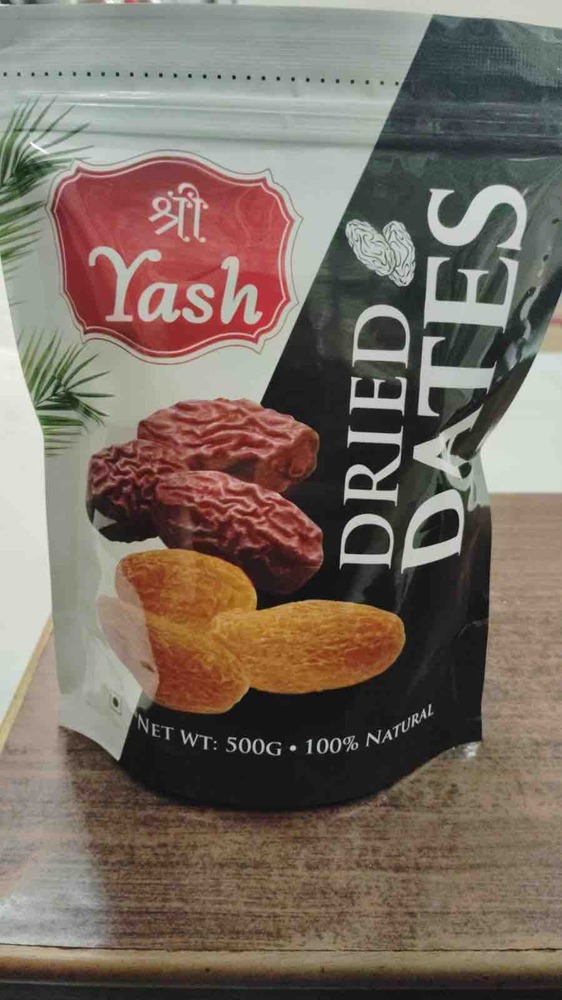 श्री
Yash
DRIED
DATES
NET WT: 500G • 100% NATURAL